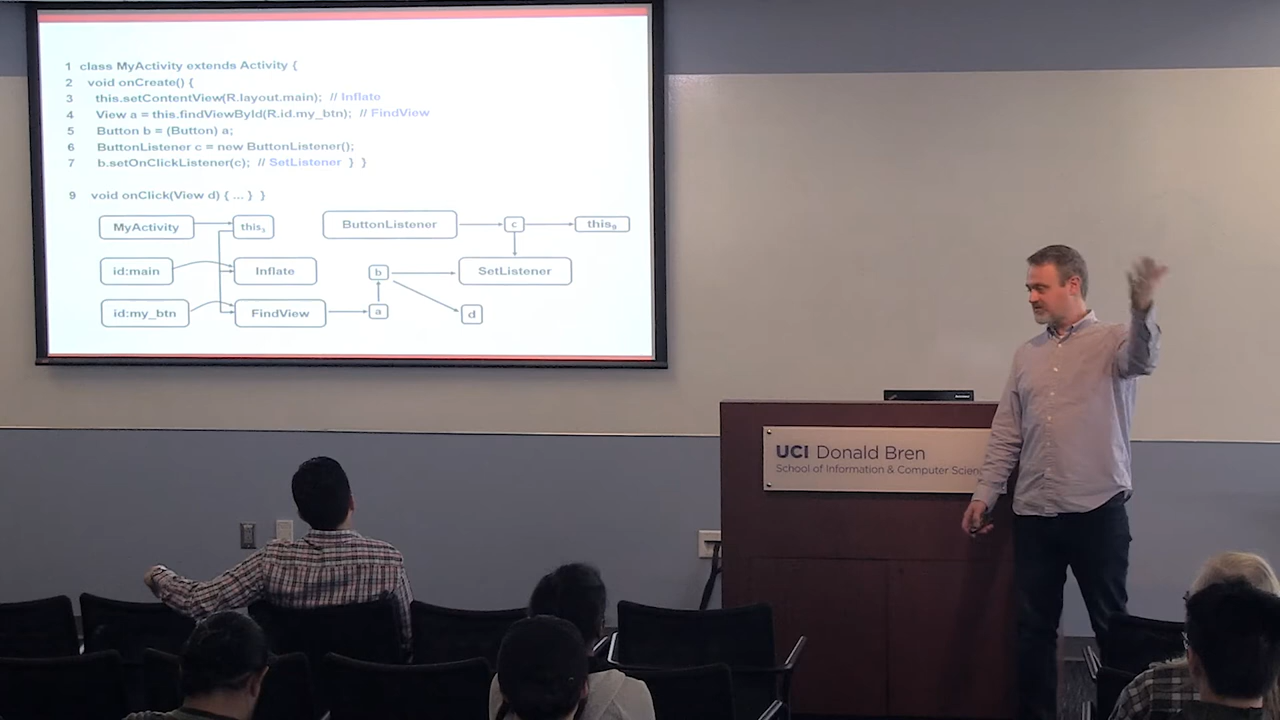 1 class MyActivity extends Activity {
2 void onCreate() {
3 this.setContentView(R.layout.main); // Inflate
4 View a = this.findViewById(R.id.my_btn); // FindView
5 Button b = (Button) a;
6 ButtonListener c = new ButtonListener();
7 b.setOnClickListener(c); // SetListener } }
9 void onClick(View d) { ... } }
MyActivity this₃ ButtonListener c this₉
id:main Inflate b SetListener
id:my_btn FindView a d
UCI Donald Bren
School of Information & Computer Scien